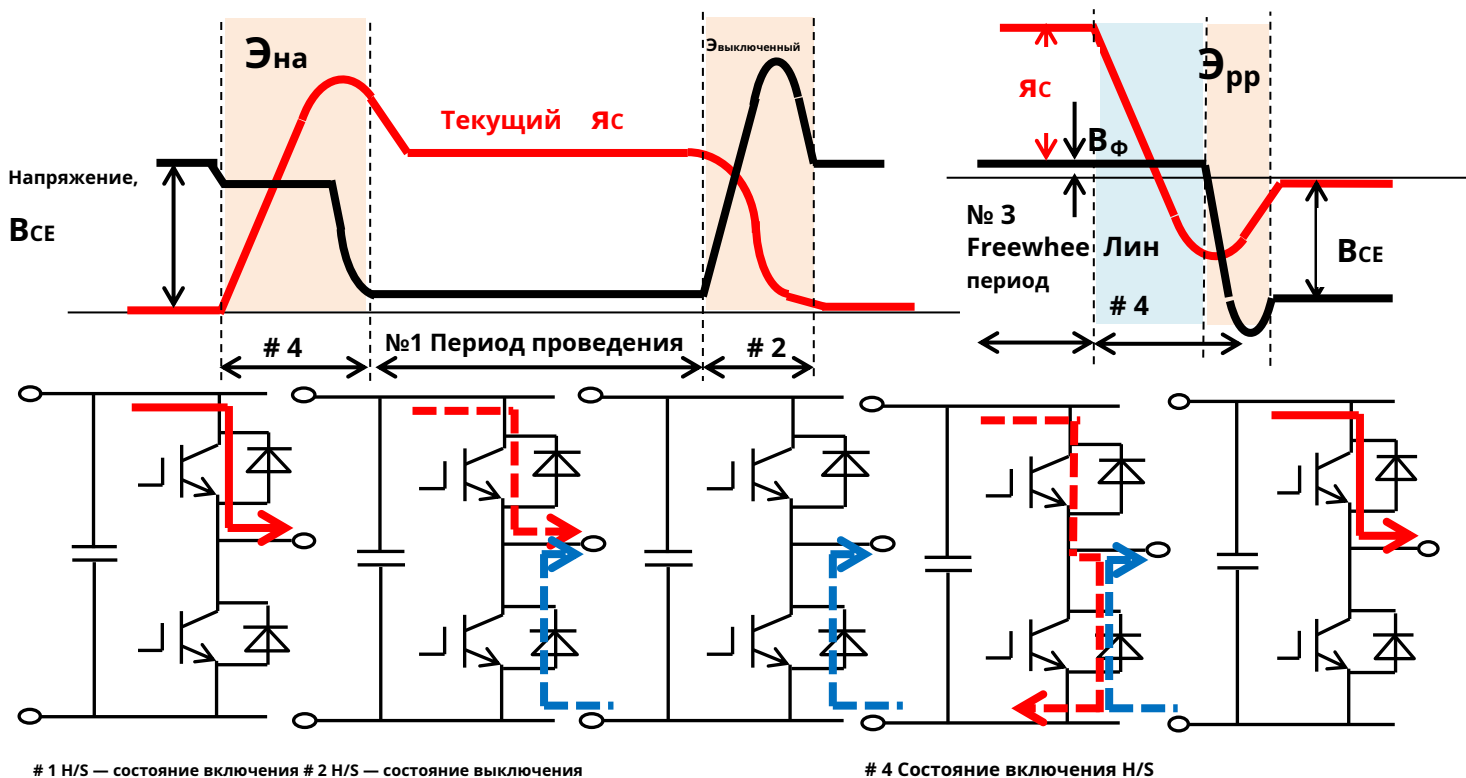 Эна
Эвыключенный
Эрр
яС
Текущий яС
ВФ
Напряжение,
ВCE
№ 3
Freewhee Лин
период
ВCE
# 4
# 4
№1 Период проведения
# 2
# 1 H/S — состояние включения # 2 H/S — состояние выключения
# 4 Состояние включения H/S